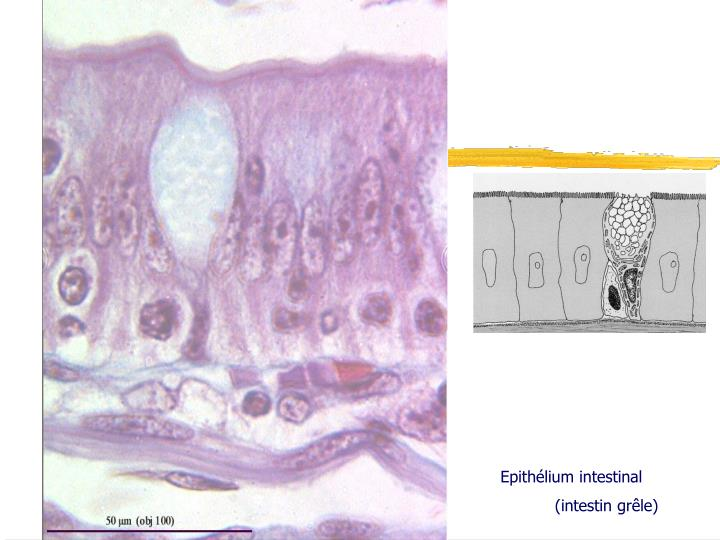 50 µm (obj 100)
Epithélium intestinal
(intestin grêle)